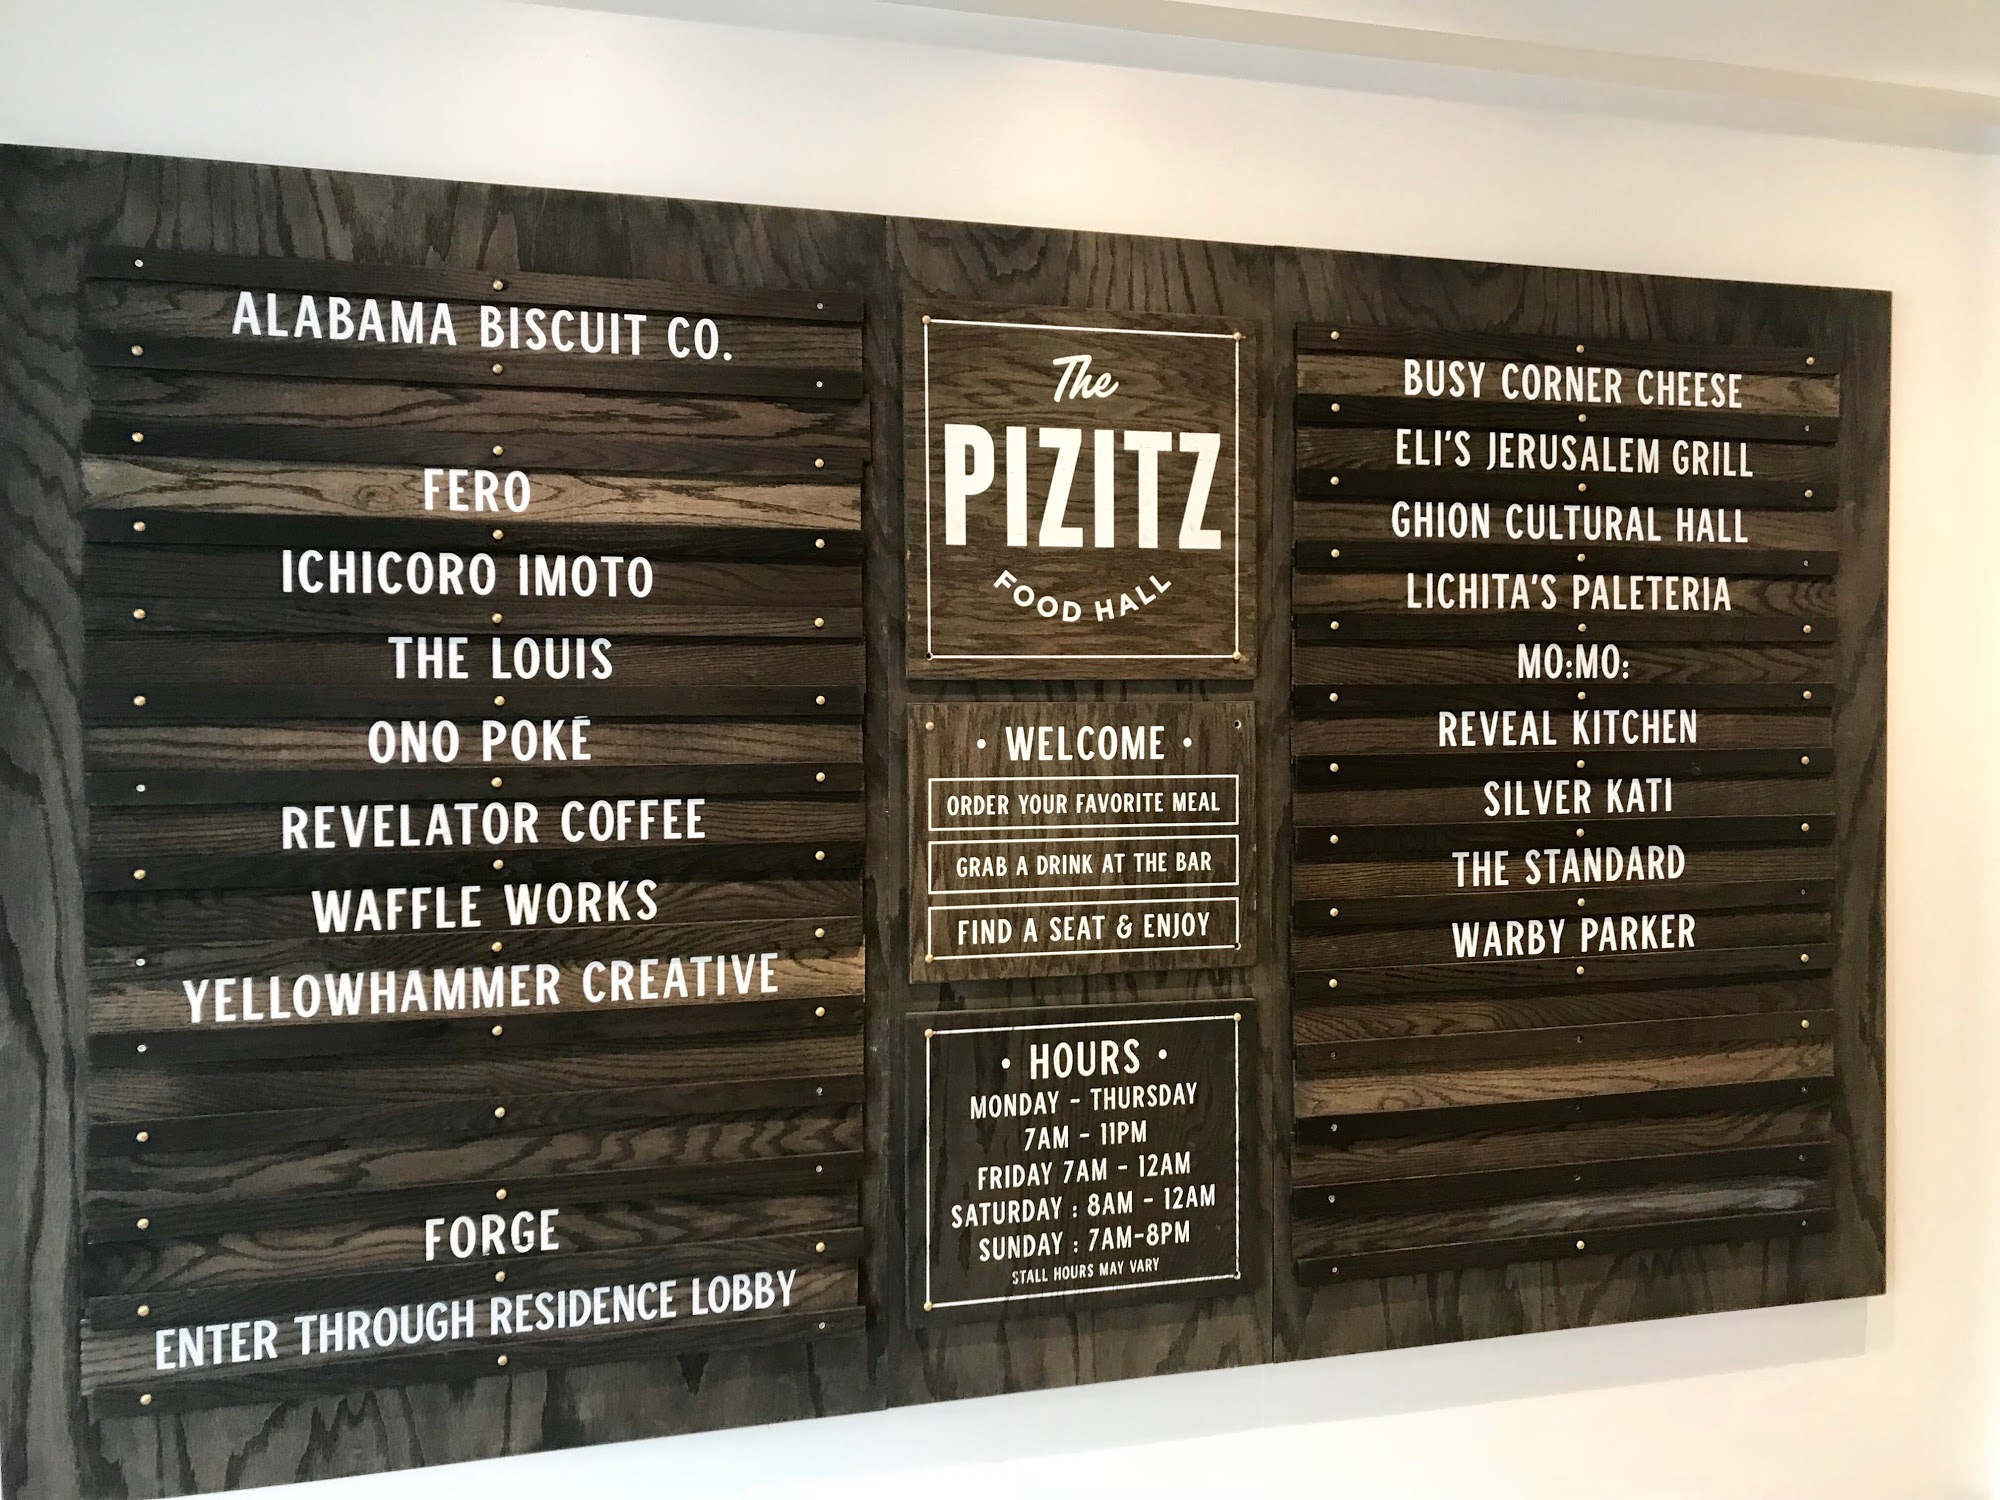 ALABAMA BISCUIT CO.
FERO
ICHICORO IMOTO
THE LOUIS
ONO POKÉ
REVELATOR COFFEE
WAFFLE WORKS
YELLOWHAMMER CREATIVE
FORGE
ENTER THROUGH RESIDENCE LOBBY
The
PIZITZ
FOOD HALL
• WELCOME •
ORDER YOUR FAVORITE MEAL
GRAB A DRINK AT THE BAR
FIND A SEAT & ENJOY
• HOURS •
MONDAY - THURSDAY
7AM - 11PM
FRIDAY 7AM - 12AM
SATURDAY : 8AM - 12AM
SUNDAY : 7AM-8PM
STALL HOURS MAY VARY
BUSY CORNER CHEESE
ELI'S JERUSALEM GRILL
GHION CULTURAL HALL
LICHITA'S PALETERIA
MO:MO:
REVEAL KITCHEN
SILVER KATI
THE STANDARD
WARBY PARKER